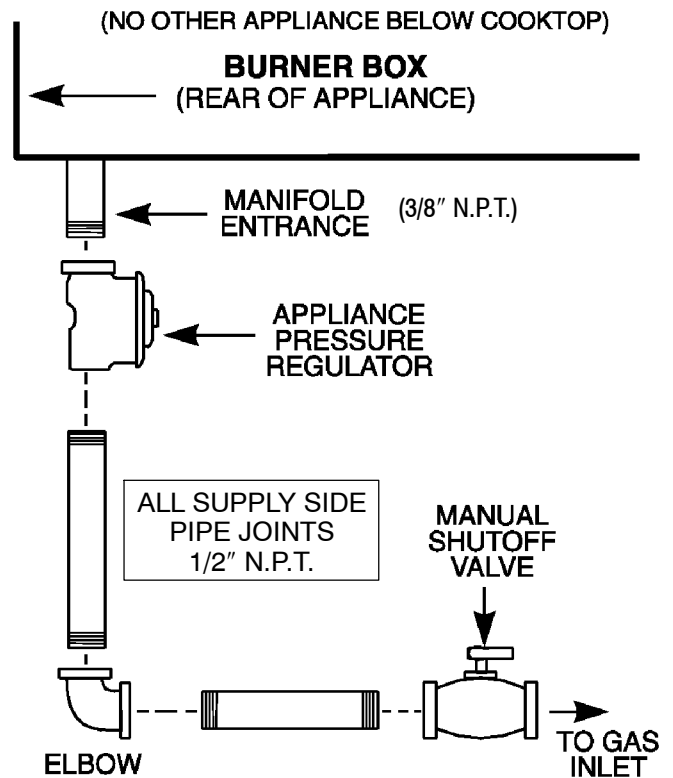 (NO OTHER APPLIANCE BELOW COOKTOP)
BURNER BOX
(REAR OF APPLIANCE)
MANIFOLD
ENTRANCE
(3/8″ N.P.T.)
APPLIANCE
PRESSURE
REGULATOR
ALL SUPPLY SIDE
PIPE JOINTS
1/2″ N.P.T.
MANUAL
SHUTOFF
VALVE
ELBOW
TO GAS
INLET